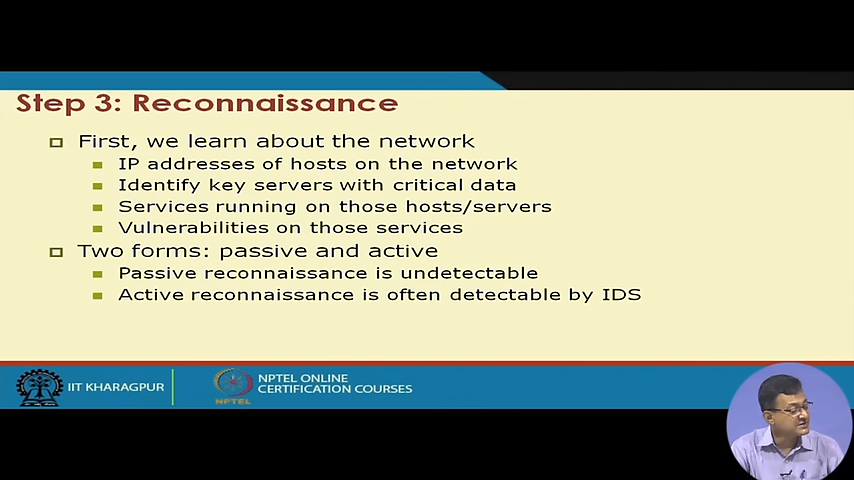 Step 3: Reconnaissance
First, we learn about the network
IP addresses of hosts on the network
Identify key servers with critical data
Services running on those hosts/servers
Vulnerabilities on those services
Two forms: passive and active
Passive reconnaissance is undetectable
Active reconnaissance is often detectable by IDS
IIT KHARAGPUR
NPTEL
NPTEL ONLINE
CERTIFICATION COURSES